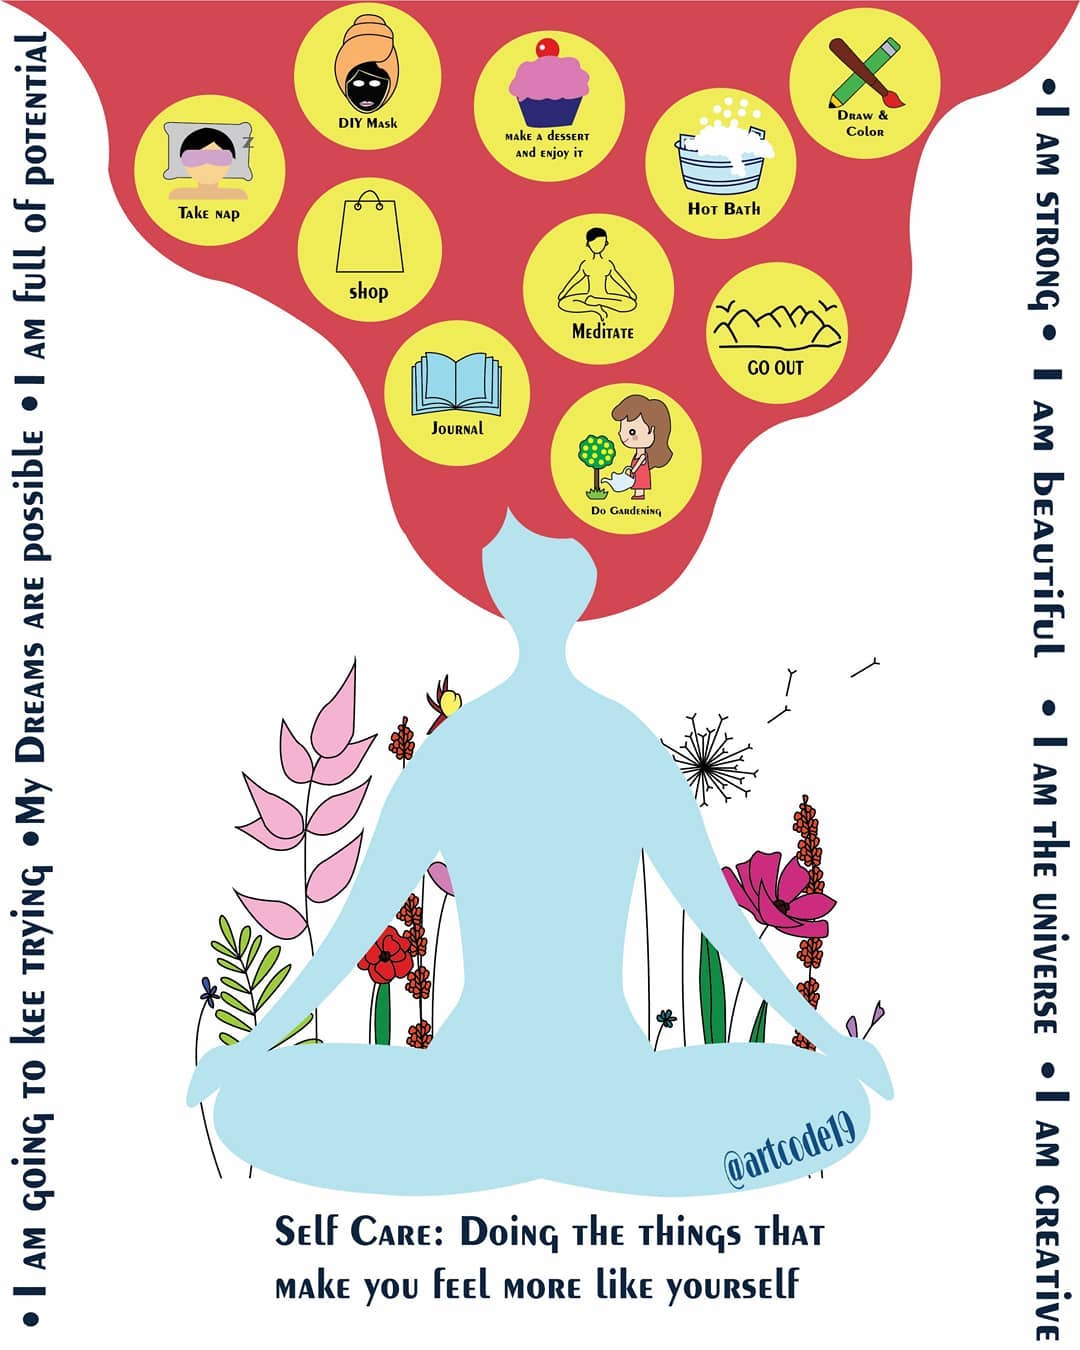 DIY Mask
make a dessert
and enjoy it
Draw &
Color
Take nap
Hot Bath
shop
Meditate
GO OUT
Journal
Do Gardening
• I am going to kee trying • My Dreams are possible • I am full of potential
• I am strong • I am beautiful • I am the universe • I am creative
@artcode19
Self Care: Doing the things that
make you feel more like yourself